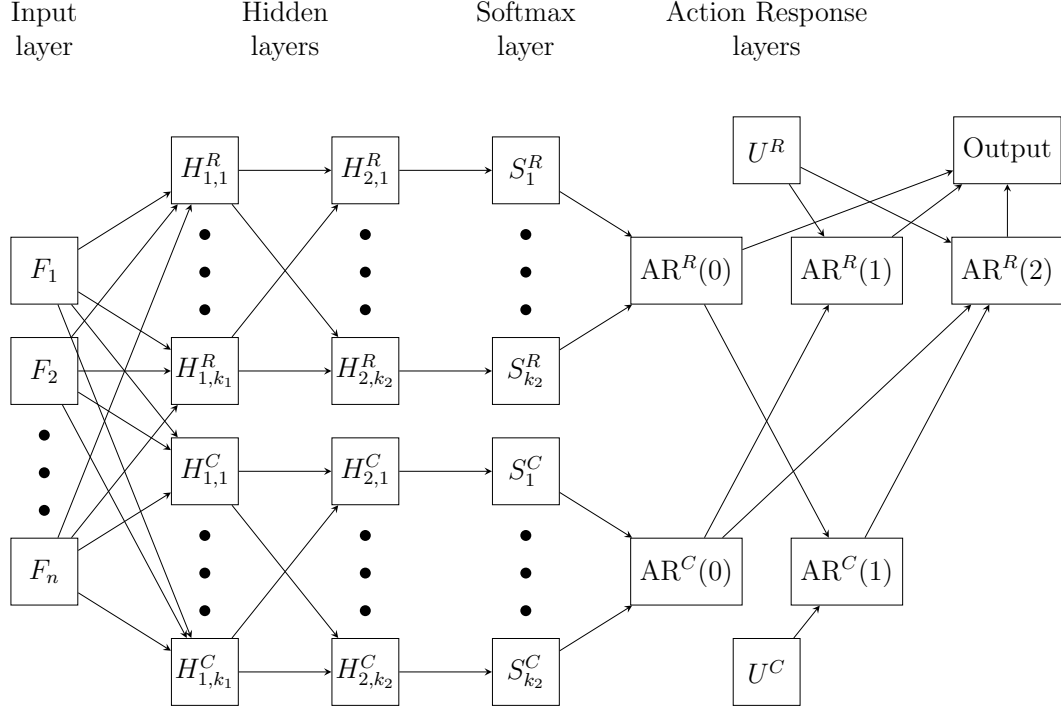 Input layer
Hidden layers
Softmax layer
Action Response layers
F_1
F_2
F_n
H^R_{1,1}
H^R_{1,k_1}
H^C_{1,1}
H^C_{1,k_1}
H^R_{2,1}
H^R_{2,k_2}
H^C_{2,1}
H^C_{2,k_2}
S^R_1
S^R_{k_2}
S^C_1
S^C_{k_2}
AR^R(0)
AR^C(0)
U^R
AR^R(1)
AR^C(1)
U^C
Output
AR^R(2)